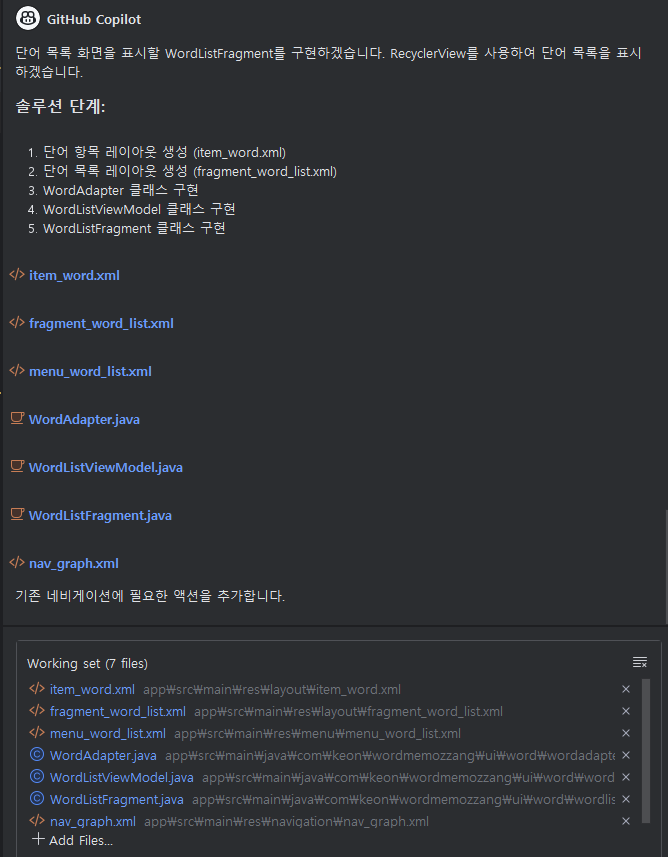 GitHub Copilot
단어 목록 화면을 표시할 WordListFragment를 구현하겠습니다. RecyclerView를 사용하여 단어 목록을 표시
하겠습니다.
솔루션 단계:
1. 단어 항목 레이아웃 생성 (item_word.xml)
2. 단어 목록 레이아웃 생성 (fragment_word_list.xml)
3. WordAdapter 클래스 구현
4. WordListViewModel 클래스 구현
5. WordListFragment 클래스 구현
</> item_word.xml
</> fragment_word_list.xml
</> menu_word_list.xml
WordAdapter.java
WordListViewModel.java
WordListFragment.java
</> nav_graph.xml
기존 네비게이션에 필요한 액션을 추가합니다.
Working set (7 files)
</> item_word.xml app₩src₩main₩res₩layout₩item_word.xml ×
</> fragment_word_list.xml app₩src₩main₩res₩layout₩fragment_word_list.xml ×
</> menu_word_list.xml app₩src₩main₩res₩menu₩menu_word_list.xml ×
© WordAdapter.java app₩src₩main₩java₩com₩keon₩wordmemozzang₩ui₩word₩wordadapte ×
© WordListViewModel.java app₩src₩main₩java₩com₩keon₩wordmemozzang₩ui₩word₩word ×
© WordListFragment.java app₩src₩main₩java₩com₩keon₩wordmemozzang₩ui₩word₩wordlis ×
</> nav_graph.xml app₩src₩main₩res₩navigation₩nav_graph.xml ×
+ Add Files...